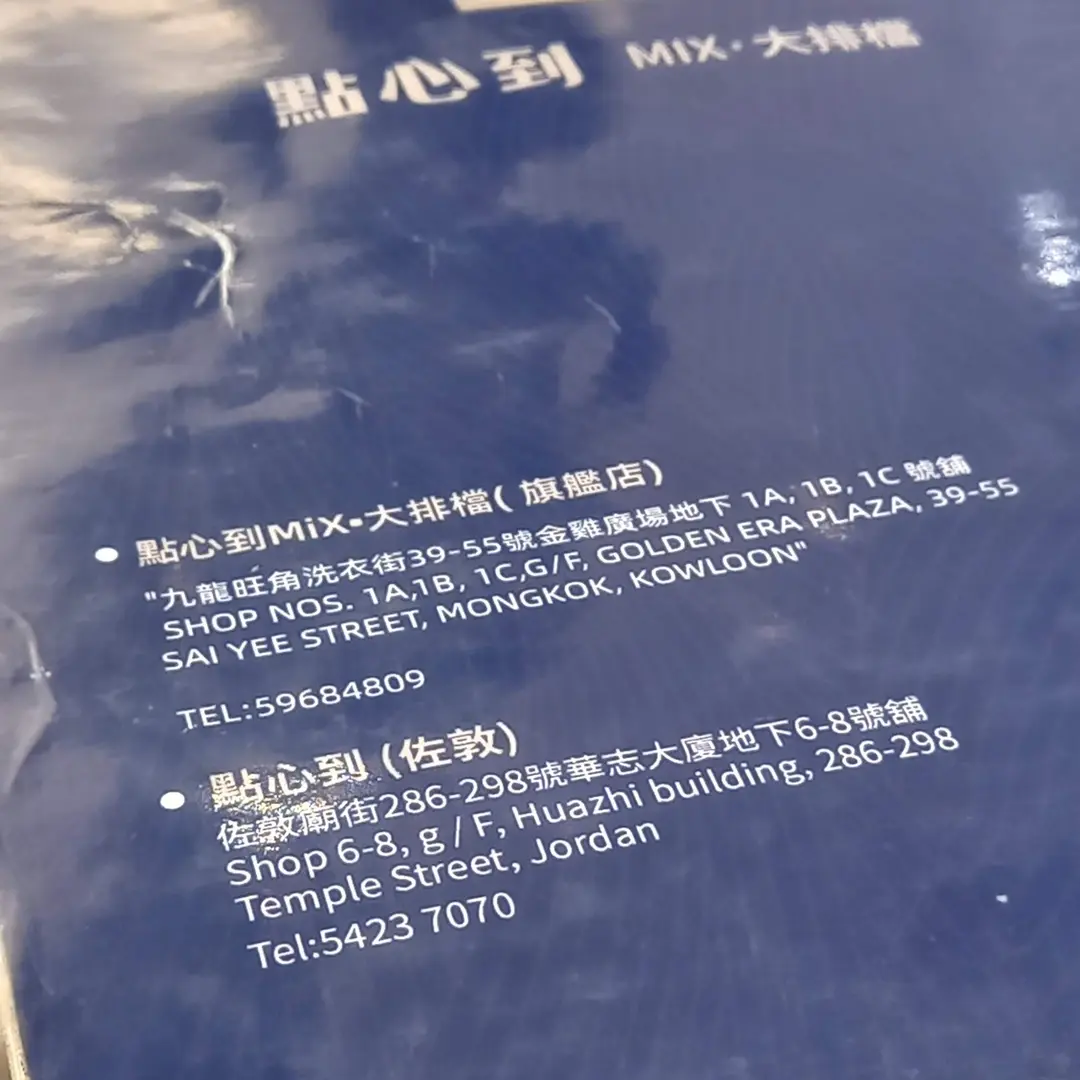 點心到 MIX·大排檔
點心到MiX•大排檔( 旗艦店)
"九龍旺角洗衣街39-55號金雞廣場地下 1A, 1B, 1C 號舖
SHOP NOS. 1A,1B, 1C,G/F, GOLDEN ERA PLAZA, 39-55
SAI YEE STREET, MONGKOK, KOWLOON"
TEL:59684809
點心到 (佐敦)
佐敦廟街286-298號華志大廈地下6-8號舖
Shop 6-8, g / F, Huazhi building, 286-298
Temple Street, Jordan
Tel:5423 7070